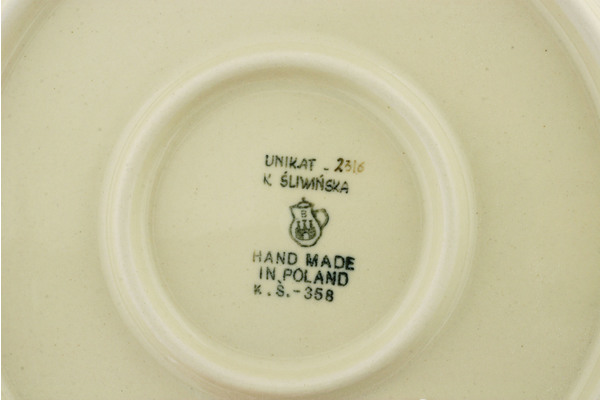 UNIKAT - 2316
K ŚLIWIŃSKA
B
HAND MADE
IN POLAND
K.Ś.-358